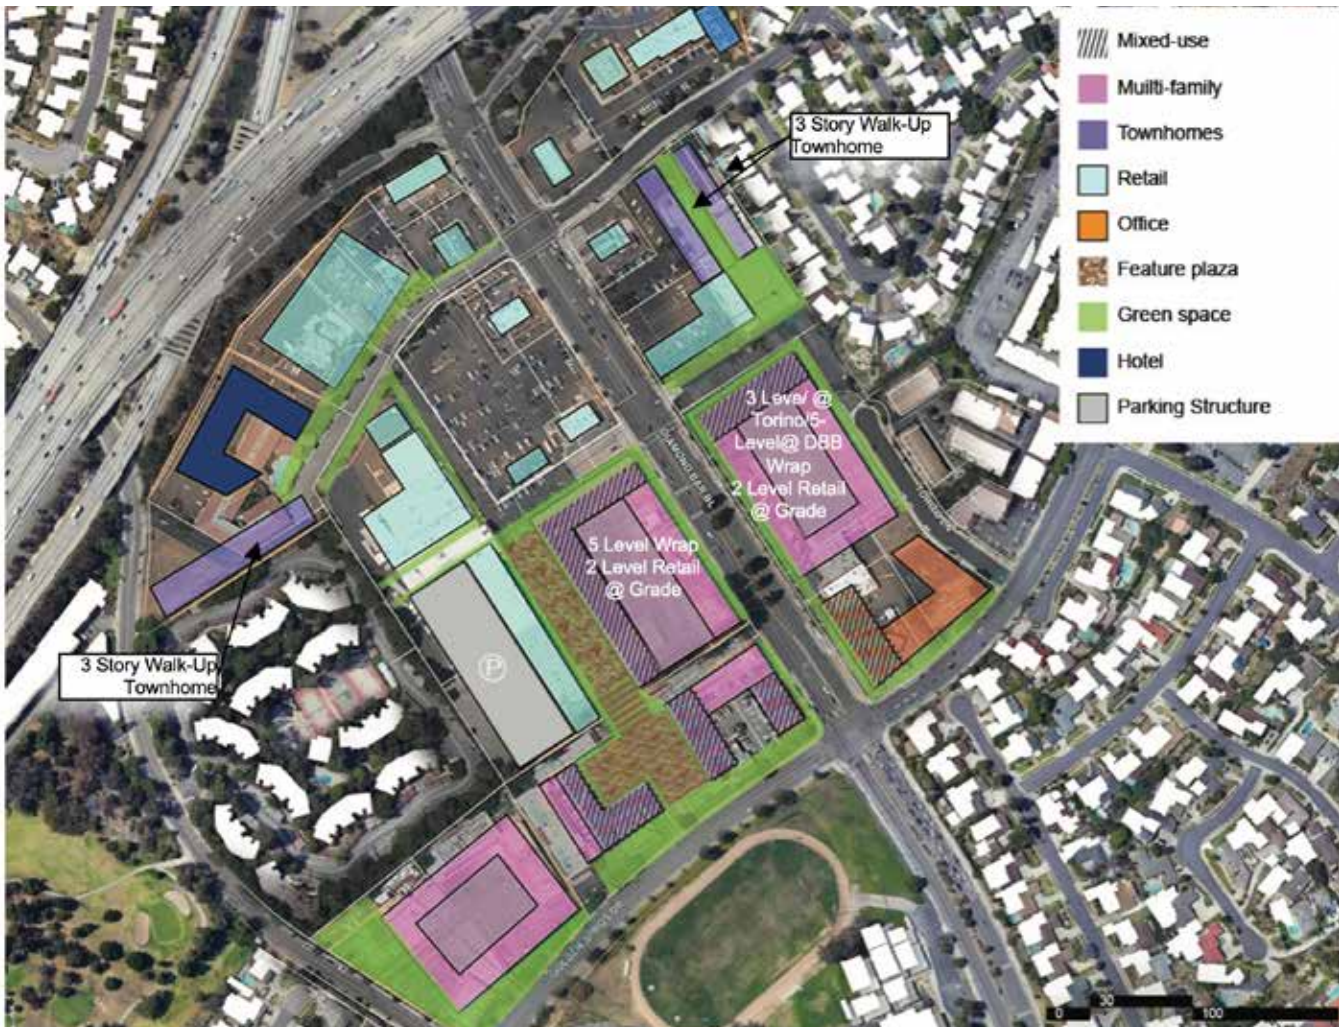 Mixed-use
Muilti-family
Townhomes
Retail
Office
Feature plaza
Green space
Hotel
Parking Structure
3 Story Walk-Up
Townhome
3 Level @
Torino/5-
Level@ DBB
Wrap
2 Level Retail
@ Grade
5 Level Wrap
2 Level Retail
@ Grade
P
3 Story Walk-Up
Townhome
0
30
100